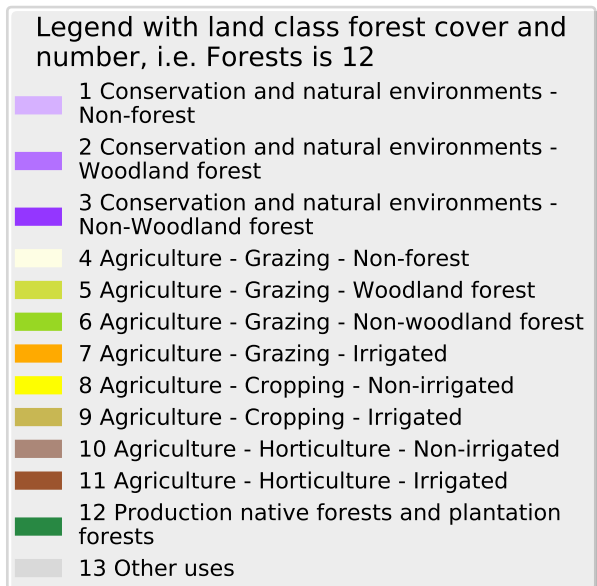 Legend with land class forest cover and
number, i.e. Forests is 12
1 Conservation and natural environments -
Non-forest
2 Conservation and natural environments -
Woodland forest
3 Conservation and natural environments -
Non-Woodland forest
4 Agriculture - Grazing - Non-forest
5 Agriculture - Grazing - Woodland forest
6 Agriculture - Grazing - Non-woodland forest
7 Agriculture - Grazing - Irrigated
8 Agriculture - Cropping - Non-irrigated
9 Agriculture - Cropping - Irrigated
10 Agriculture - Horticulture - Non-irrigated
11 Agriculture - Horticulture - Irrigated
12 Production native forests and plantation
forests
13 Other uses